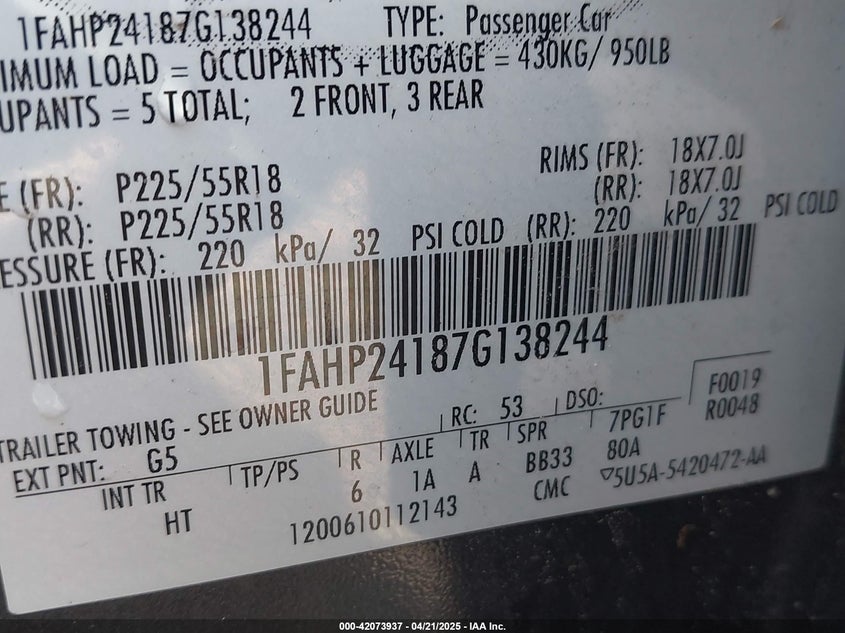 1FAHP24187G138244 TYPE: Passenger Car
IMUM LOAD = OCCUPANTS + LUGGAGE = 430KG/ 950LB
UPANTS = 5 TOTAL; 2 FRONT, 3 REAR
E (FR): P225/55R18 RIMS (FR): 18X7.0J
(RR): P225/55R18 (RR): 18X7.0J
ESSURE (FR): 220 kPa/ 32 PSI COLD (RR): 220 kPa/ 32 PSI COLD
1FAHP24187G138244
TRAILER TOWING - SEE OWNER GUIDE
F0019
R0048
EXT PNT: G5 RC: 53 DSO:
INT TR TP/PS R AXLE TR SPR 7PG1F
HT 6 1A A BB33 80A
1200610112143 CMC ▽5U5A-5420472-AA
000-42073937 - 04/21/2025 - IAA Inc.